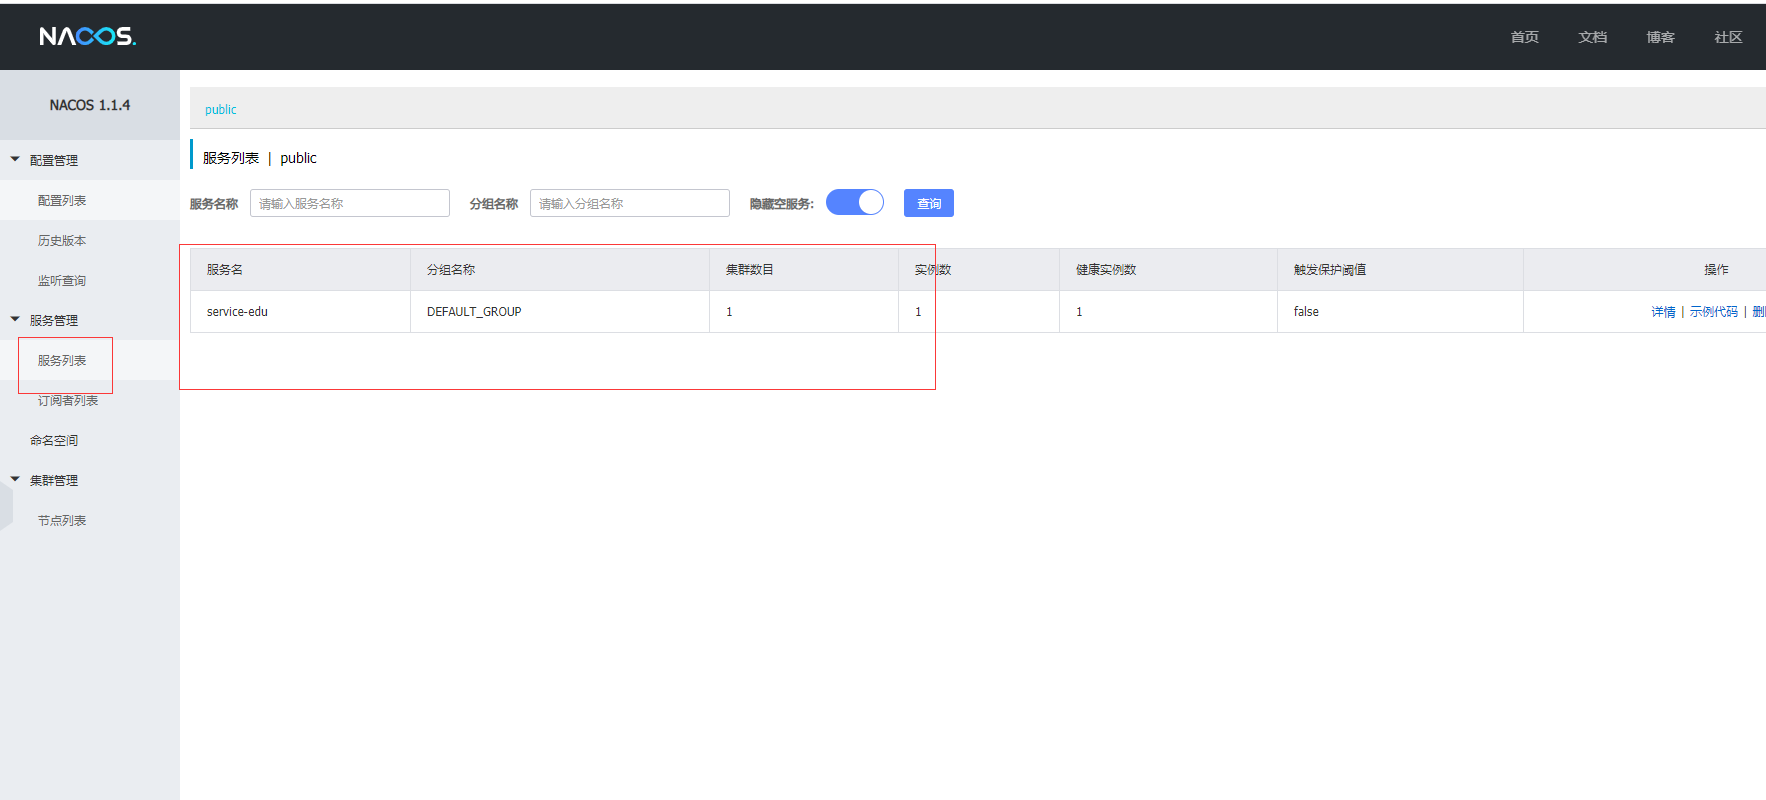 NACOS.
首页 文档 博客 社区
NACOS 1.1.4
配置管理
配置列表
历史版本
监听查询
服务管理
服务列表
订阅者列表
命名空间
集群管理
节点列表
public
服务列表 | public
服务名称 请输入服务名称 分组名称 请输入分组名称 隐藏空服务: 查询
服务名 分组名称 集群数目 实例数 健康实例数 触发保护阈值 操作
service-edu DEFAULT_GROUP 1 1 1 false 详情 | 示例代码 |